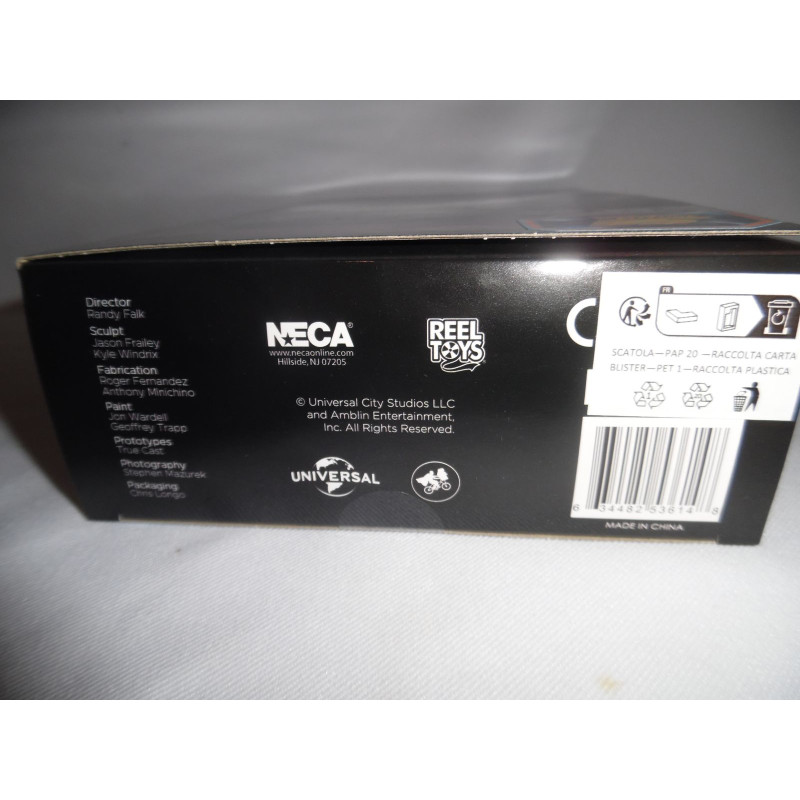 Director
Randy Falk
Sculpt
Jason Frailey
Kyle Windrix
Fabrication
Roger Fernandez
Anthony Minichino
Paint
Jon Wardell
Geoffrey Trapp
Prototypes
True Cast
Photography
Stephen Mazurek
Packaging
Chris Longo
NECA®
www.necaonline.com
Hillside, NJ 07205
REEL
TOYS
© Universal City Studios LLC
and Amblin Entertainment,
Inc. All Rights Reserved.
UNIVERSAL
FR
SCATOLA—PAP 20 —RACCOLTA CARTA
BLISTER—PET 1—RACCOLTA PLASTICA
6 34482 53614 8
MADE IN CHINA